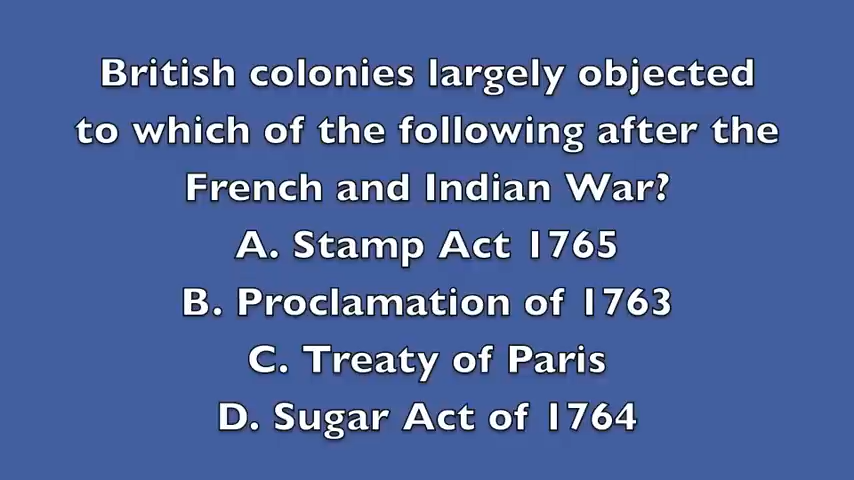 British colonies largely objected
to which of the following after the
French and Indian War?
A. Stamp Act 1765
B. Proclamation of 1763
C. Treaty of Paris
D. Sugar Act of 1764